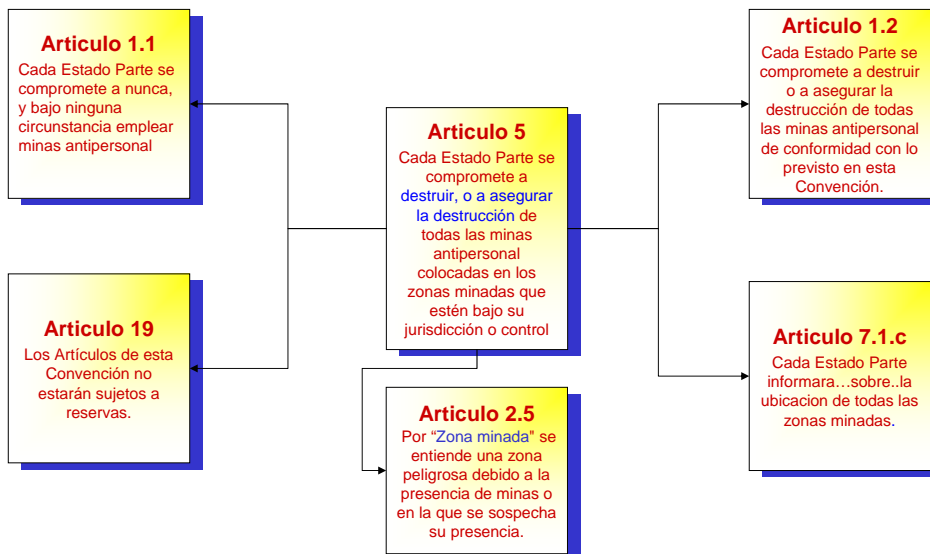 Articulo 1.1
Cada Estado Parte se
compromete a nunca,
y bajo ninguna
circunstancia emplear
minas antipersonal
Articulo 19
Los Artículos de esta
Convención no
estarán sujetos a
reservas.
Articulo 5
Cada Estado Parte se
compromete a
destruir, o a asegurar
la destrucción de
todas las minas
antipersonal
colocadas en los
zonas minadas que
estén bajo su
jurisdicción o control
Articulo 2.5
Por “Zona minada" se
entiende una zona
peligrosa debido a la
presencia de minas o
en la que se sospecha
su presencia.
Articulo 1.2
Cada Estado Parte se
compromete a destruir
o a asegurar la
destrucción de todas
las minas antipersonal
de conformidad con lo
previsto en esta
Convención.
Articulo 7.1.c
Cada Estado Parte
informara…sobre..la
ubicacion de todas las
zonas minadas.